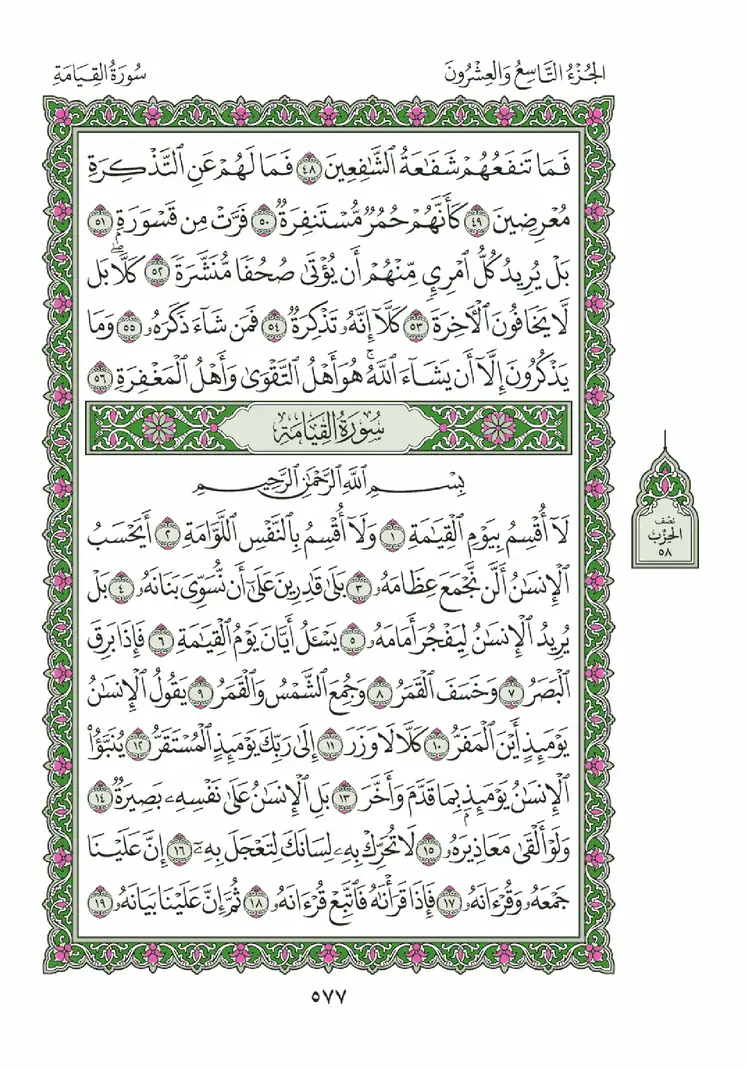 الجُزْءُ التَّاسِعُ وَالعِشْرُونَ
سُورَةُ القِيَامَةِ
فَمَا تَنفَعُهُمْ شَفَٰعَةُ ٱلشَّٰفِعِينَ ٤٨ فَمَا لَهُمْ عَنِ ٱلتَّذْكِرَةِ
مُعْرِضِينَ ٤٩ كَأَنَّهُمْ حُمُرٌ مُّسْتَنفِرَةٌ ٥٠ فَرَّتْ مِن قَسْوَرَةٍۭ ٥١
بَلْ يُرِيدُ كُلُّ ٱمْرِئٍ مِّنْهُمْ أَن يُؤْتَىٰ صُحُفًا مُّنَشَّرَةً ٥٢ كَلَّاۖ بَل
لَّا يَخَافُونَ ٱلْأَخِرَةَ ٥٣ كَلَّآ إِنَّهُۥ تَذْكِرَةٌ ٥٤ فَمَن شَآءَ ذَكَرَهُۥ ٥٥ وَمَا
يَذْكُرُونَ إِلَّآ أَن يَشَآءَ ٱللَّهُۚ هُوَ أَهْلُ ٱلتَّقْوَىٰ وَأَهْلُ ٱلْمَغْفِرَةِ ٥٦
سُورَةُ القِيَامَةِ
بِسْمِ ٱللَّهِ ٱلرَّحْمَٰنِ ٱلرَّحِيمِ
لَآ أُقْسِمُ بِيَوْمِ ٱلْقِيَٰمَةِ ١ وَلَآ أُقْسِمُ بِٱلنَّفْسِ ٱللَّوَّامَةِ ٢ أَيَحْسَبُ
ٱلْإِنسَٰنُ أَلَّن نَّجْمَعَ عِظَامَهُۥ ٣ بَلَىٰ قَٰدِرِينَ عَلَىٰٓ أَن نُّسَوِّىَ بَنَانَهُۥ ٤ بَلْ
يُرِيدُ ٱلْإِنسَٰنُ لِيَفْجُرَ أَمَامَهُۥ ٥ يَسْـَٔلُ أَيَّانَ يَوْمُ ٱلْقِيَٰمَةِ ٦ فَإِذَا بَرِقَ
ٱلْبَصَرُ ٧ وَخَسَفَ ٱلْقَمَرُ ٨ وَجُمِعَ ٱلشَّمْسُ وَٱلْقَمَرُ ٩ يَقُولُ ٱلْإِنسَٰنُ
يَوْمَئِذٍ أَيْنَ ٱلْمَفَرُّ ١٠ كَلَّا لَا وَزَرَ ١١ إِلَىٰ رَبِّكَ يَوْمَئِذٍ ٱلْمُسْتَقَرُّ ١٢ يُنَبَّؤُا۟
ٱلْإِنسَٰنُ يَوْمَئِذٍۭ بِمَا قَدَّمَ وَأَخَّرَ ١٣ بَلِ ٱلْإِنسَٰنُ عَلَىٰ نَفْسِهِۦ بَصِيرَةٌ ١٤
وَلَوْ أَلْقَىٰ مَعَاذِيرَهُۥ ١٥ لَا تُحَرِّكْ بِهِۦ لِسَانَكَ لِتَعْجَلَ بِهِۦٓ ١٦ إِنَّ عَلَيْنَا
جَمْعَهُۥ وَقُرْءَانَهُۥ ١٧ فَإِذَا قَرَأْنَٰهُ فَٱتَّبِعْ قُرْءَانَهُۥ ١٨ ثُمَّ إِنَّ عَلَيْنَا بَيَانَهُۥ ١٩
نصف
الحزب
٥٨
٥٧٧